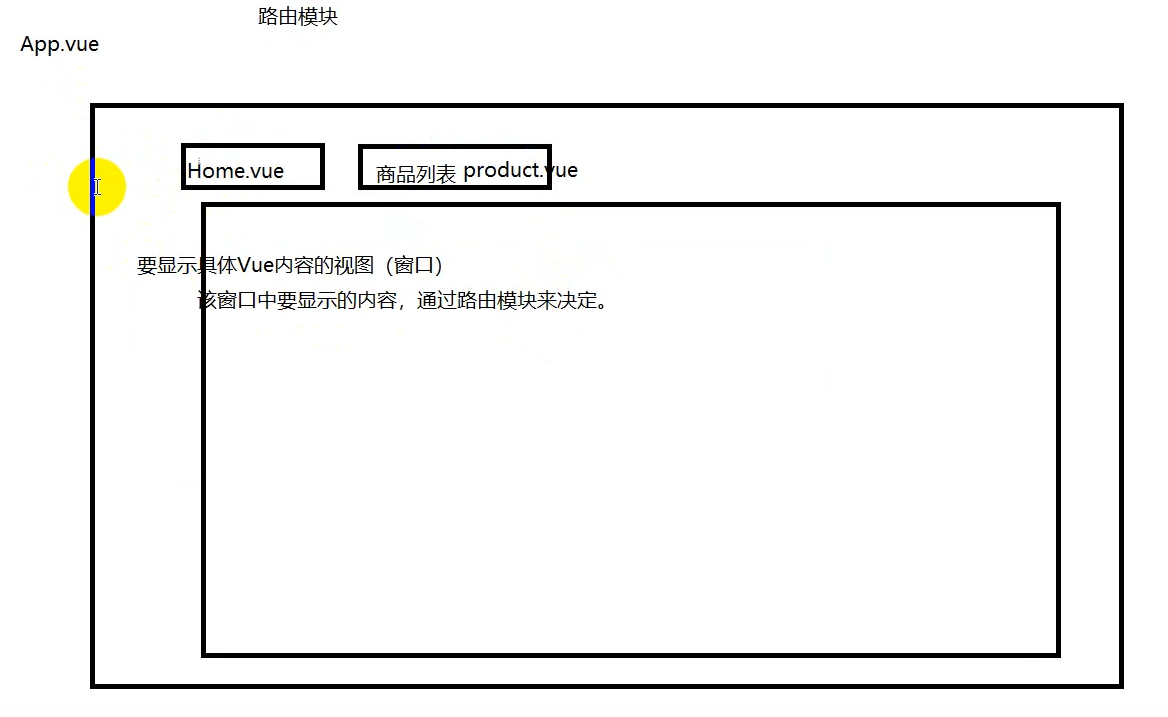 路由模块
App.vue
Home.vue
商品列表 product.vue
要显示具体Vue内容的视图（窗口）
该窗口中要显示的内容，通过路由模块来决定。